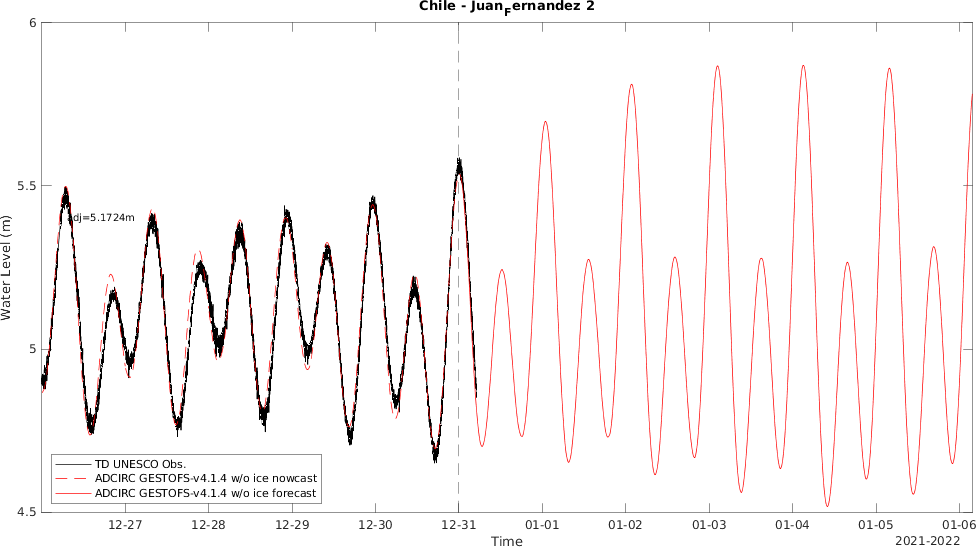 Chile - Juan_Fernandez 2
6
5.5
5
4.5
Water Level (m)
dj=5.1724m
TD UNESCO Obs.
ADCIRC GESTOFS-v4.1.4 w/o ice nowcast
ADCIRC GESTOFS-v4.1.4 w/o ice forecast
12-27
12-28
12-29
12-30
12-31
01-01
01-02
01-03
01-04
01-05
01-06
Time
2021-2022